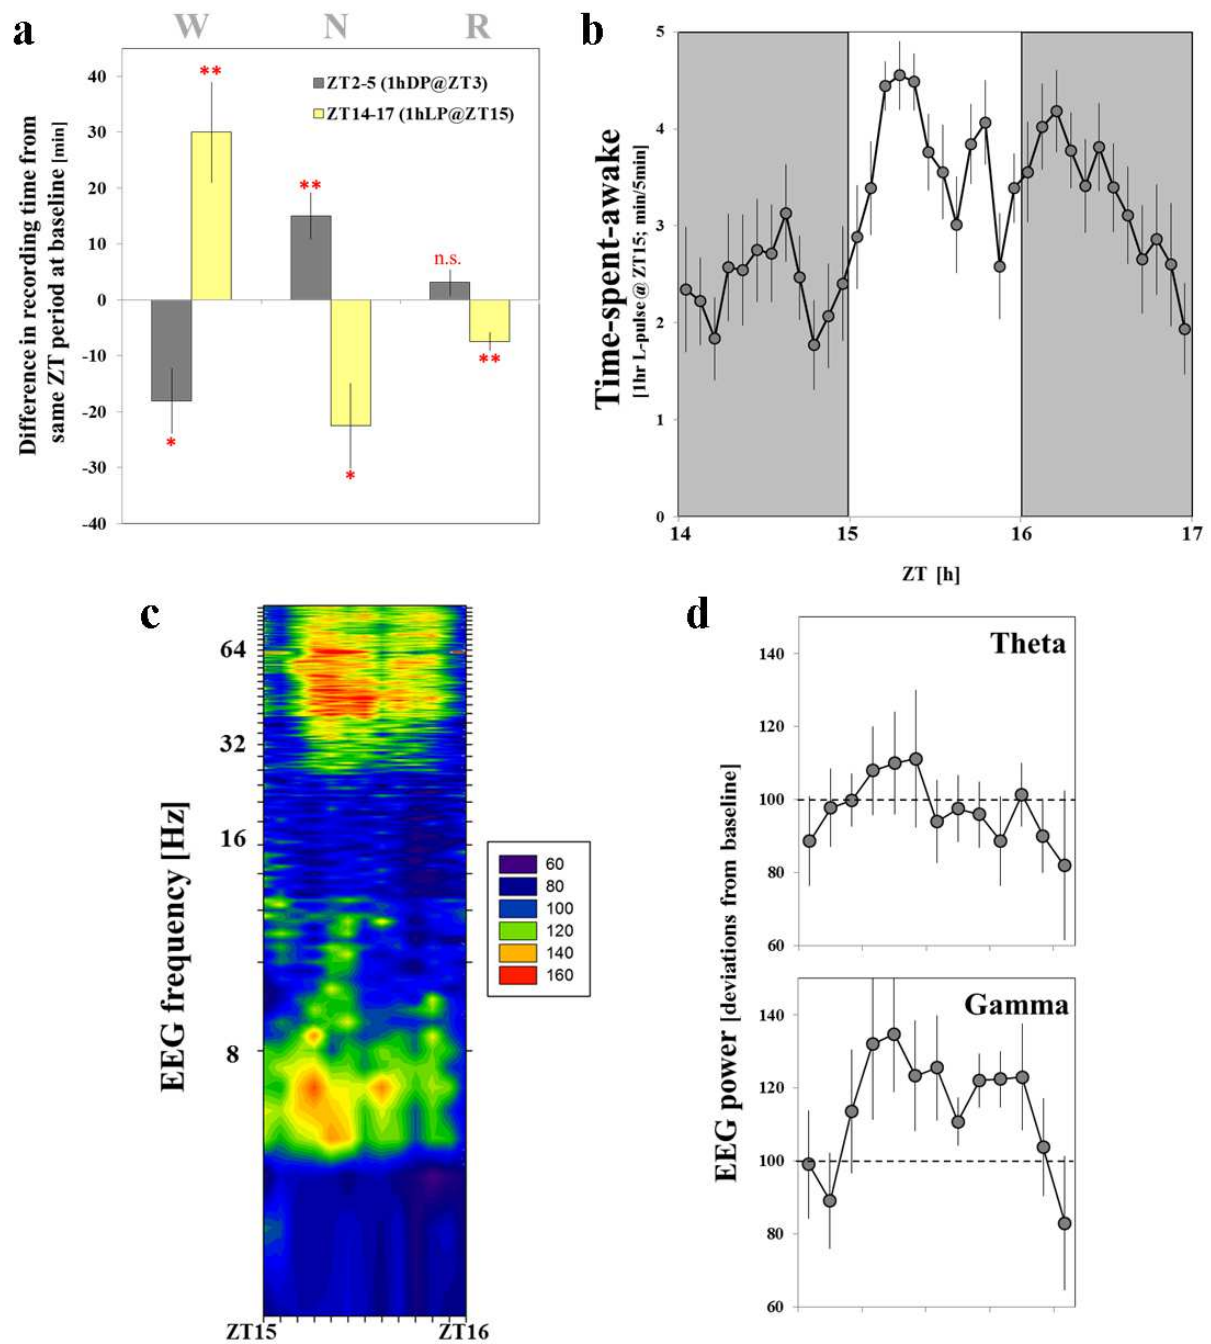 a
W N R
** 
ZT2-5 (1hDP@ZT3)
ZT14-17 (1hLP@ZT15)
**
n.s.
*
**
*
40
30
20
10
0
-10
-20
-30
-40
Difference in recording time from
same ZT period at baseline [min]
b
5
4
3
2
1
0
Time-spent-awake
[1hr L-pulse @ ZT15; min/5min]
14 15 16 17
ZT [h]
c
64
32
16
8
EEG frequency [Hz]
ZT15 ZT16
60
80
100
120
140
160
d
Theta
140
120
100
80
60
Gamma
140
120
100
80
60
EEG power [deviations from baseline]